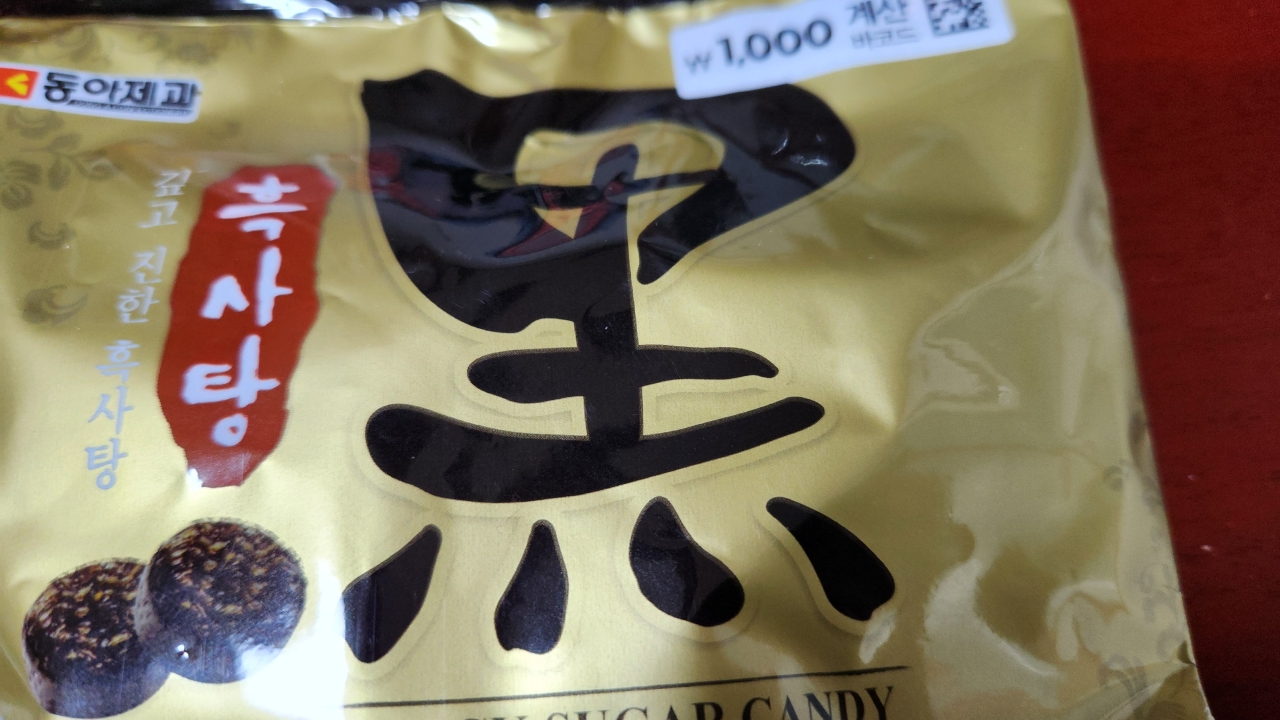 ₩1,000 계산
바코드
동아제과
黑
흑사탕
깊고 진한 흑사탕
SUGAR CANDY